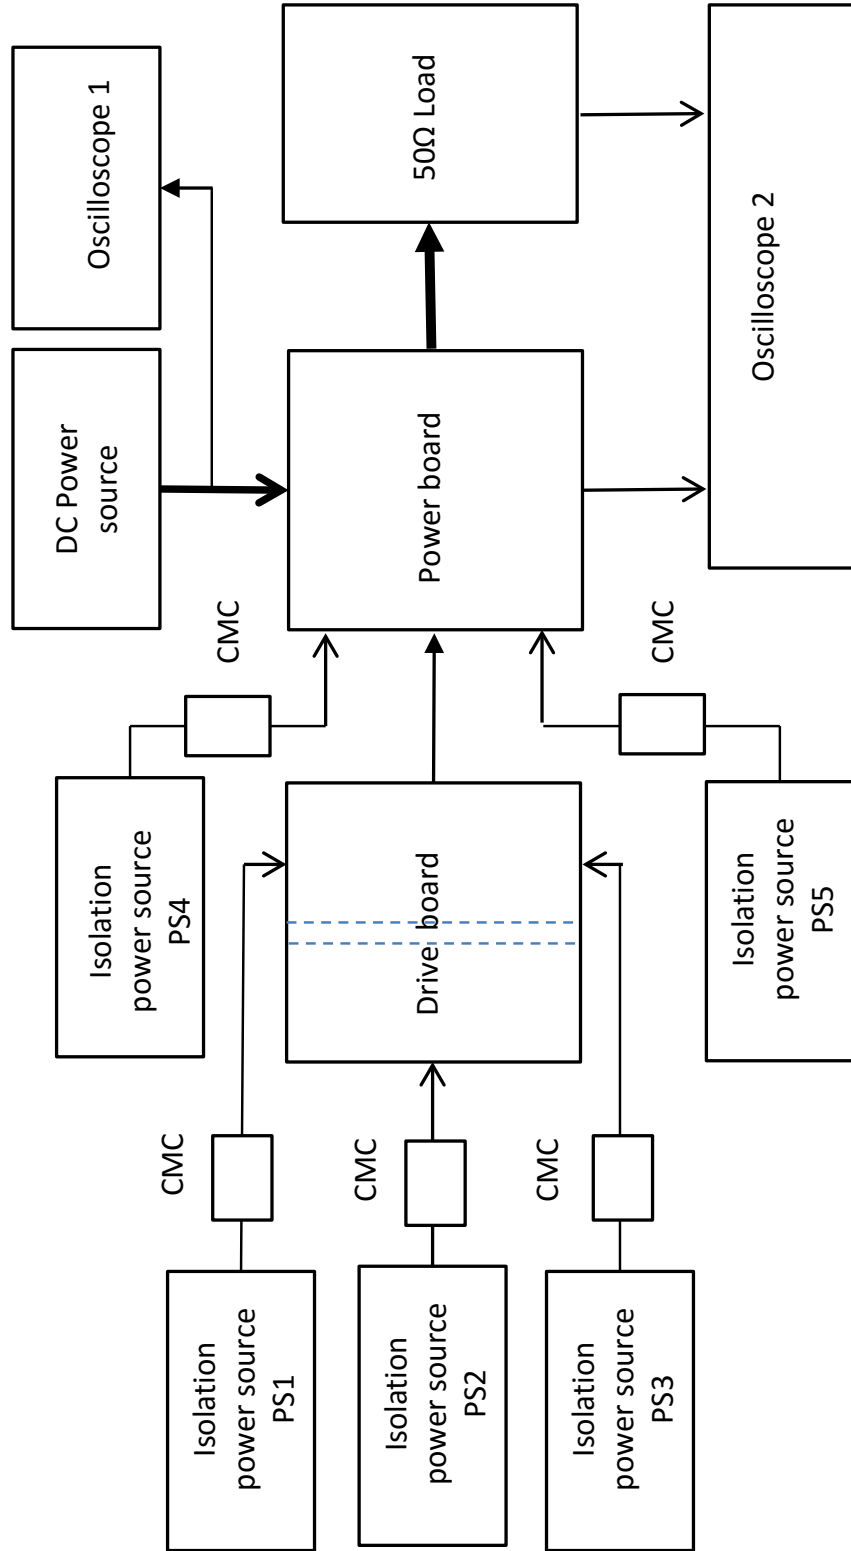 Oscilloscope 1
DC Power
source
50Ω Load
Power board
Oscilloscope 2
CMC
CMC
Isolation
power source
PS4
Drive board
Isolation
power source
PS5
CMC
CMC
CMC
Isolation
power source
PS1
Isolation
power source
PS2
Isolation
power source
PS3